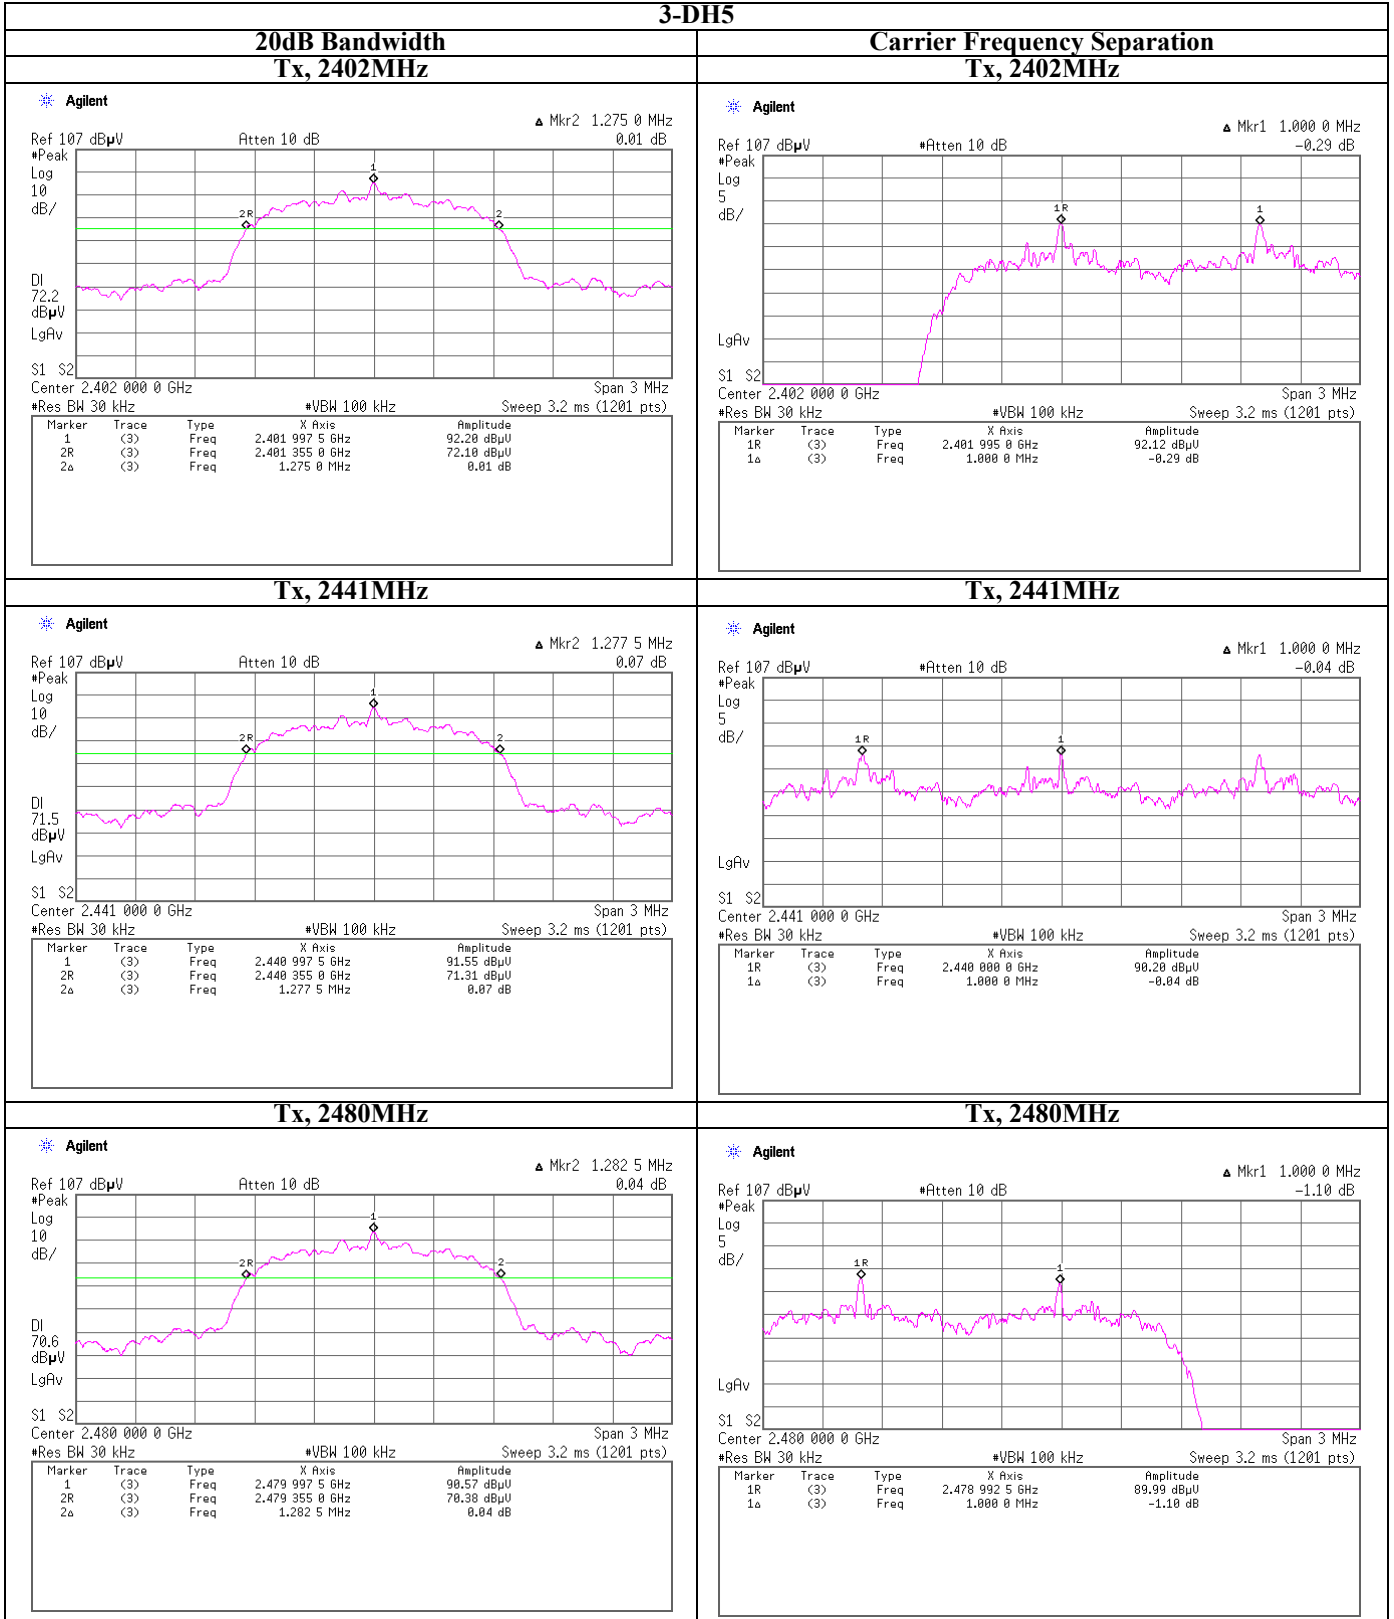 3-DH5
20dB Bandwidth
Carrier Frequency Separation
Tx, 2402MHz
Tx, 2402MHz
Agilent
Δ Mkr2 1.275 0 MHz
Ref 107 dBµV Atten 10 dB 0.01 dB
#Peak
Log
10
dB/
1
2R
2
DI
72.2
dBµV
LgAv
S1 S2
Center 2.402 000 0 GHz Span 3 MHz
#Res BW 30 kHz #VBW 100 kHz Sweep 3.2 ms (1201 pts)
Marker Trace Type X Axis Amplitude
1 (3) Freq 2.401 997 5 GHz 92.20 dBµV
2R (3) Freq 2.401 355 0 GHz 72.10 dBµV
2Δ (3) Freq 1.275 0 MHz 0.01 dB
Agilent
Δ Mkr1 1.000 0 MHz
Ref 107 dBµV #Atten 10 dB -0.29 dB
#Peak
Log
5
dB/
1R
1
LgAv
S1 S2
Center 2.402 000 0 GHz Span 3 MHz
#Res BW 30 kHz #VBW 100 kHz Sweep 3.2 ms (1201 pts)
Marker Trace Type X Axis Amplitude
1R (3) Freq 2.401 995 0 GHz 92.12 dBµV
1Δ (3) Freq 1.000 0 MHz -0.29 dB
Tx, 2441MHz
Tx, 2441MHz
Agilent
Δ Mkr2 1.277 5 MHz
Ref 107 dBµV Atten 10 dB 0.07 dB
#Peak
Log
10
dB/
1
2R
2
DI
71.5
dBµV
LgAv
S1 S2
Center 2.441 000 0 GHz Span 3 MHz
#Res BW 30 kHz #VBW 100 kHz Sweep 3.2 ms (1201 pts)
Marker Trace Type X Axis Amplitude
1 (3) Freq 2.440 997 5 GHz 91.55 dBµV
2R (3) Freq 2.440 355 0 GHz 71.31 dBµV
2Δ (3) Freq 1.277 5 MHz 0.07 dB
Agilent
Δ Mkr1 1.000 0 MHz
Ref 107 dBµV #Atten 10 dB -0.04 dB
#Peak
Log
5
dB/
1R
1
LgAv
S1 S2
Center 2.441 000 0 GHz Span 3 MHz
#Res BW 30 kHz #VBW 100 kHz Sweep 3.2 ms (1201 pts)
Marker Trace Type X Axis Amplitude
1R (3) Freq 2.440 000 0 GHz 90.20 dBµV
1Δ (3) Freq 1.000 0 MHz -0.04 dB
Tx, 2480MHz
Tx, 2480MHz
Agilent
Δ Mkr2 1.282 5 MHz
Ref 107 dBµV Atten 10 dB 0.04 dB
#Peak
Log
10
dB/
1
2R
2
DI
70.6
dBµV
LgAv
S1 S2
Center 2.480 000 0 GHz Span 3 MHz
#Res BW 30 kHz #VBW 100 kHz Sweep 3.2 ms (1201 pts)
Marker Trace Type X Axis Amplitude
1 (3) Freq 2.479 997 5 GHz 90.57 dBµV
2R (3) Freq 2.479 355 0 GHz 70.38 dBµV
2Δ (3) Freq 1.282 5 MHz 0.04 dB
Agilent
Δ Mkr1 1.000 0 MHz
Ref 107 dBµV #Atten 10 dB -1.10 dB
#Peak
Log
5
dB/
1R
1
LgAv
S1 S2
Center 2.480 000 0 GHz Span 3 MHz
#Res BW 30 kHz #VBW 100 kHz Sweep 3.2 ms (1201 pts)
Marker Trace Type X Axis Amplitude
1R (3) Freq 2.478 992 5 GHz 89.99 dBµV
1Δ (3) Freq 1.000 0 MHz -1.10 dB